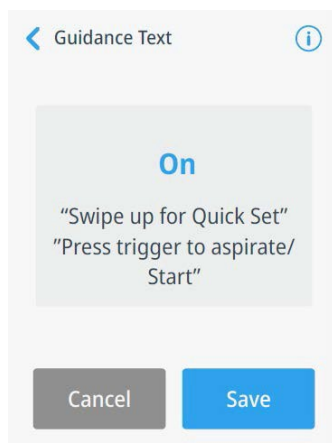 Guidance Text
On
“Swipe up for Quick Set”
”Press trigger to aspirate/
Start”
Cancel
Save